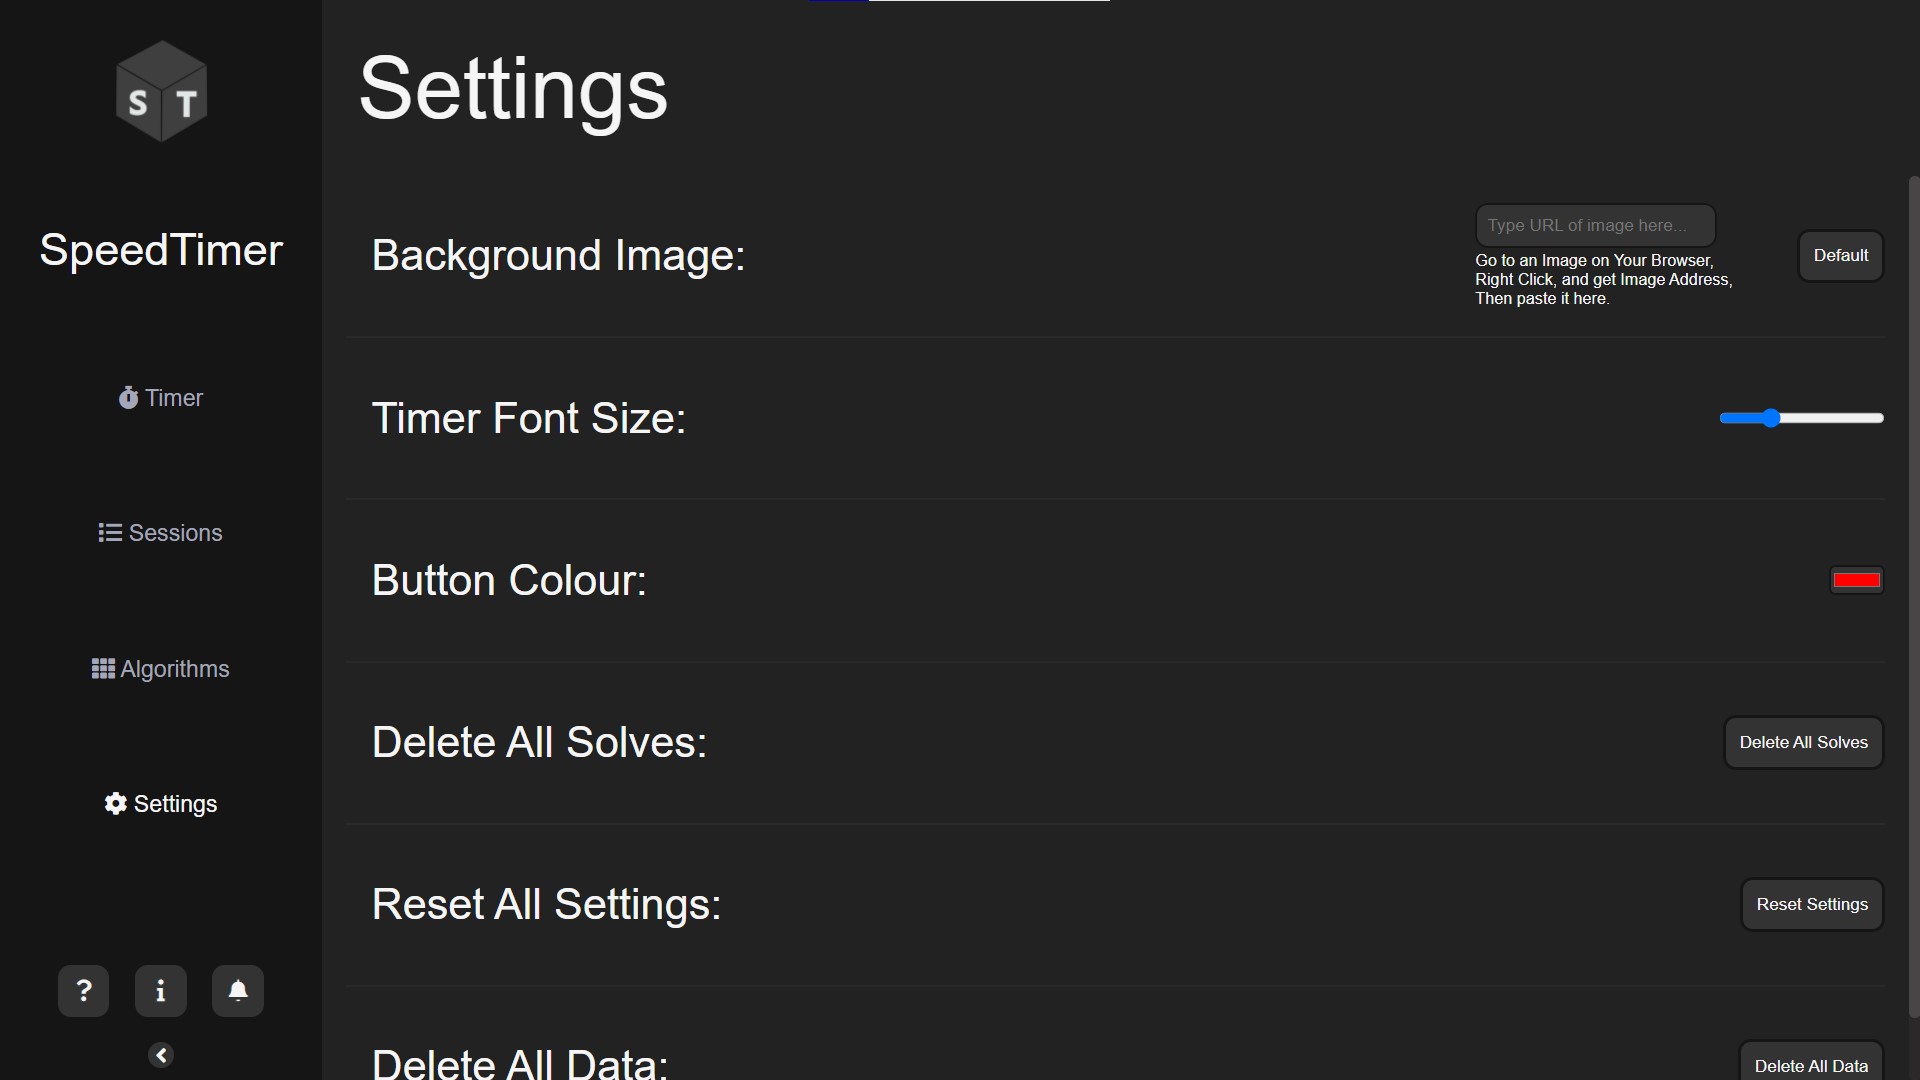 S T
SpeedTimer
Timer
Sessions
Algorithms
Settings
?
i
Settings
Background Image:
Type URL of image here...
Go to an Image on Your Browser,
Right Click, and get Image Address,
Then paste it here.
Default
Timer Font Size:
Button Colour:
Delete All Solves:
Delete All Solves
Reset All Settings:
Reset Settings
Delete All Data:
Delete All Data